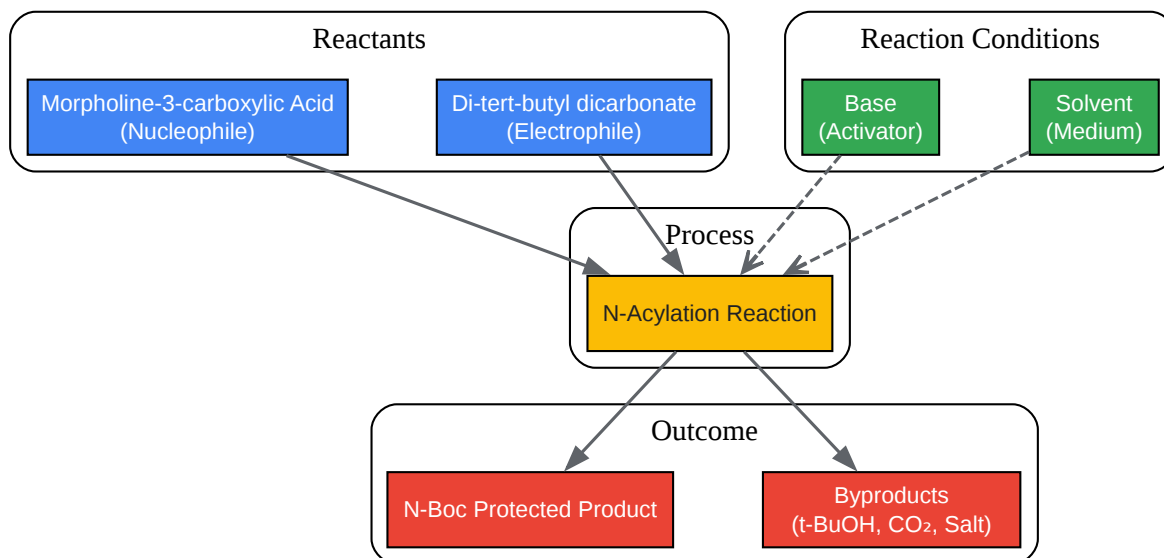 Reactants
Reaction Conditions
Morpholine-3-carboxylic Acid
(Nucleophile)
Di-tert-butyl dicarbonate
(Electrophile)
Base
(Activator)
Solvent
(Medium)
Process
N-Acylation Reaction
Outcome
N-Boc Protected Product
Byproducts
(t-BuOH, CO₂, Salt)